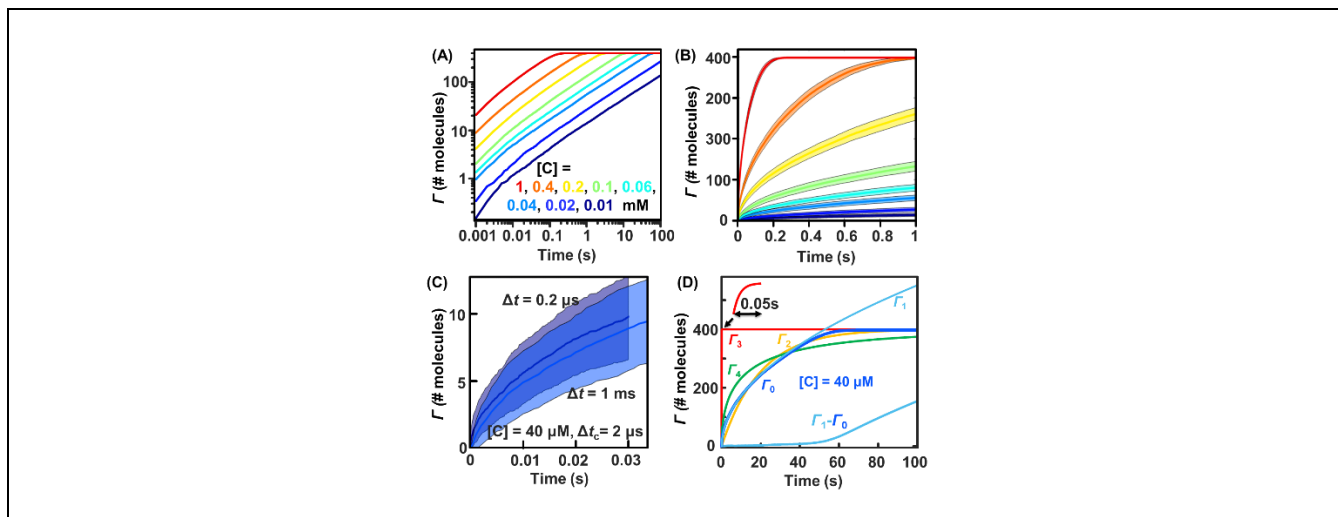 (A)
Γ (# molecules)
100
10
1
[C] =
1, 0.4, 0.2, 0.1, 0.06,
0.04, 0.02, 0.01 mM
0.001 0.01 0.1 1 10 100
Time (s)
(B)
Γ (# molecules)
400
200
300
100
0
0 0.2 0.4 0.6 0.8 1
Time (s)
(C)
Γ (# molecules)
10
5
0
Δt = 0.2 µs
Δt = 1 ms
[C] = 40 µM, Δtc= 2 µs
0 0.01 0.02 0.03
Time (s)
(D)
Γ (# molecules)
400
200
0
0.05s
Γ1
Γ3
Γ2
Γ4
Γ0
[C] = 40 µM
Γ1-Γ0
0 20 40 60 80 100
Time (s)